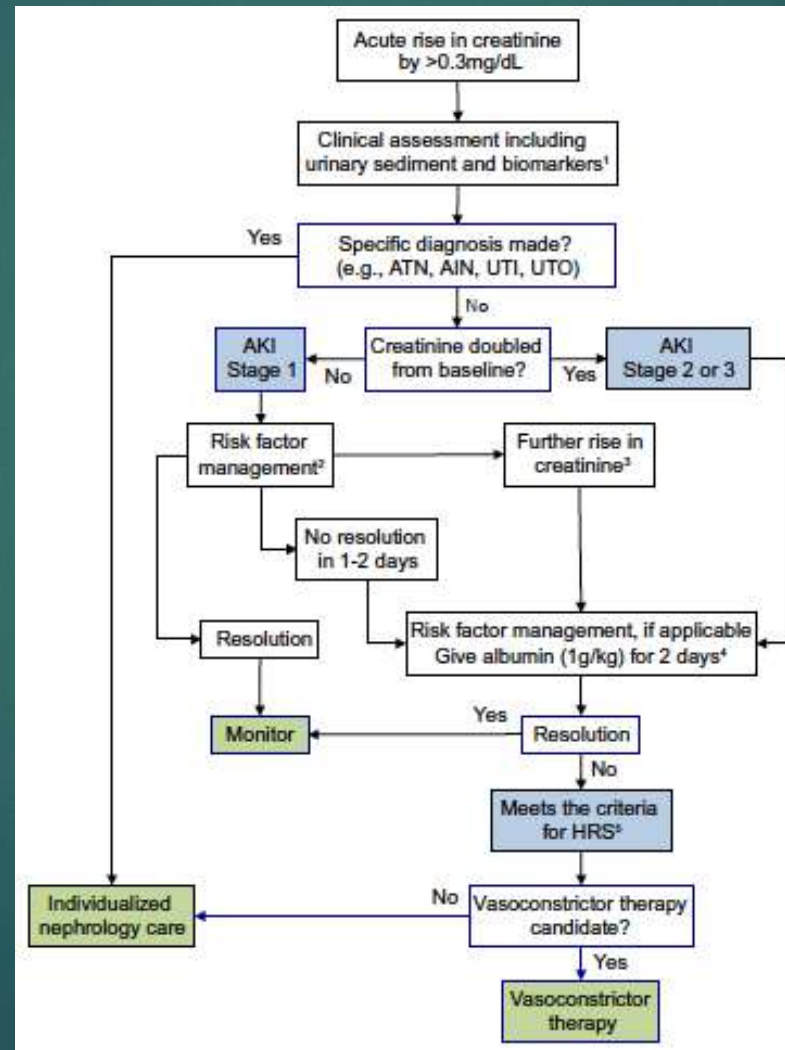 Acute rise in creatinine
by >0.3mg/dL
Clinical assessment including
urinary sediment and biomarkers¹
Yes
Specific diagnosis made?
(e.g., ATN, AIN, UTI, UTO)
No
AKI
Stage 1
No
Creatinine doubled
from baseline?
Yes
AKI
Stage 2 or 3
Risk factor
management²
Further rise in
creatinine³
No resolution
in 1-2 days
Resolution
Risk factor management, if applicable
Give albumin (1g/kg) for 2 days⁴
Monitor
Yes
Resolution
No
Meets the criteria
for HRS⁵
Individualized
nephrology care
No
Vasoconstrictor therapy
candidate?
Yes
Vasoconstrictor
therapy